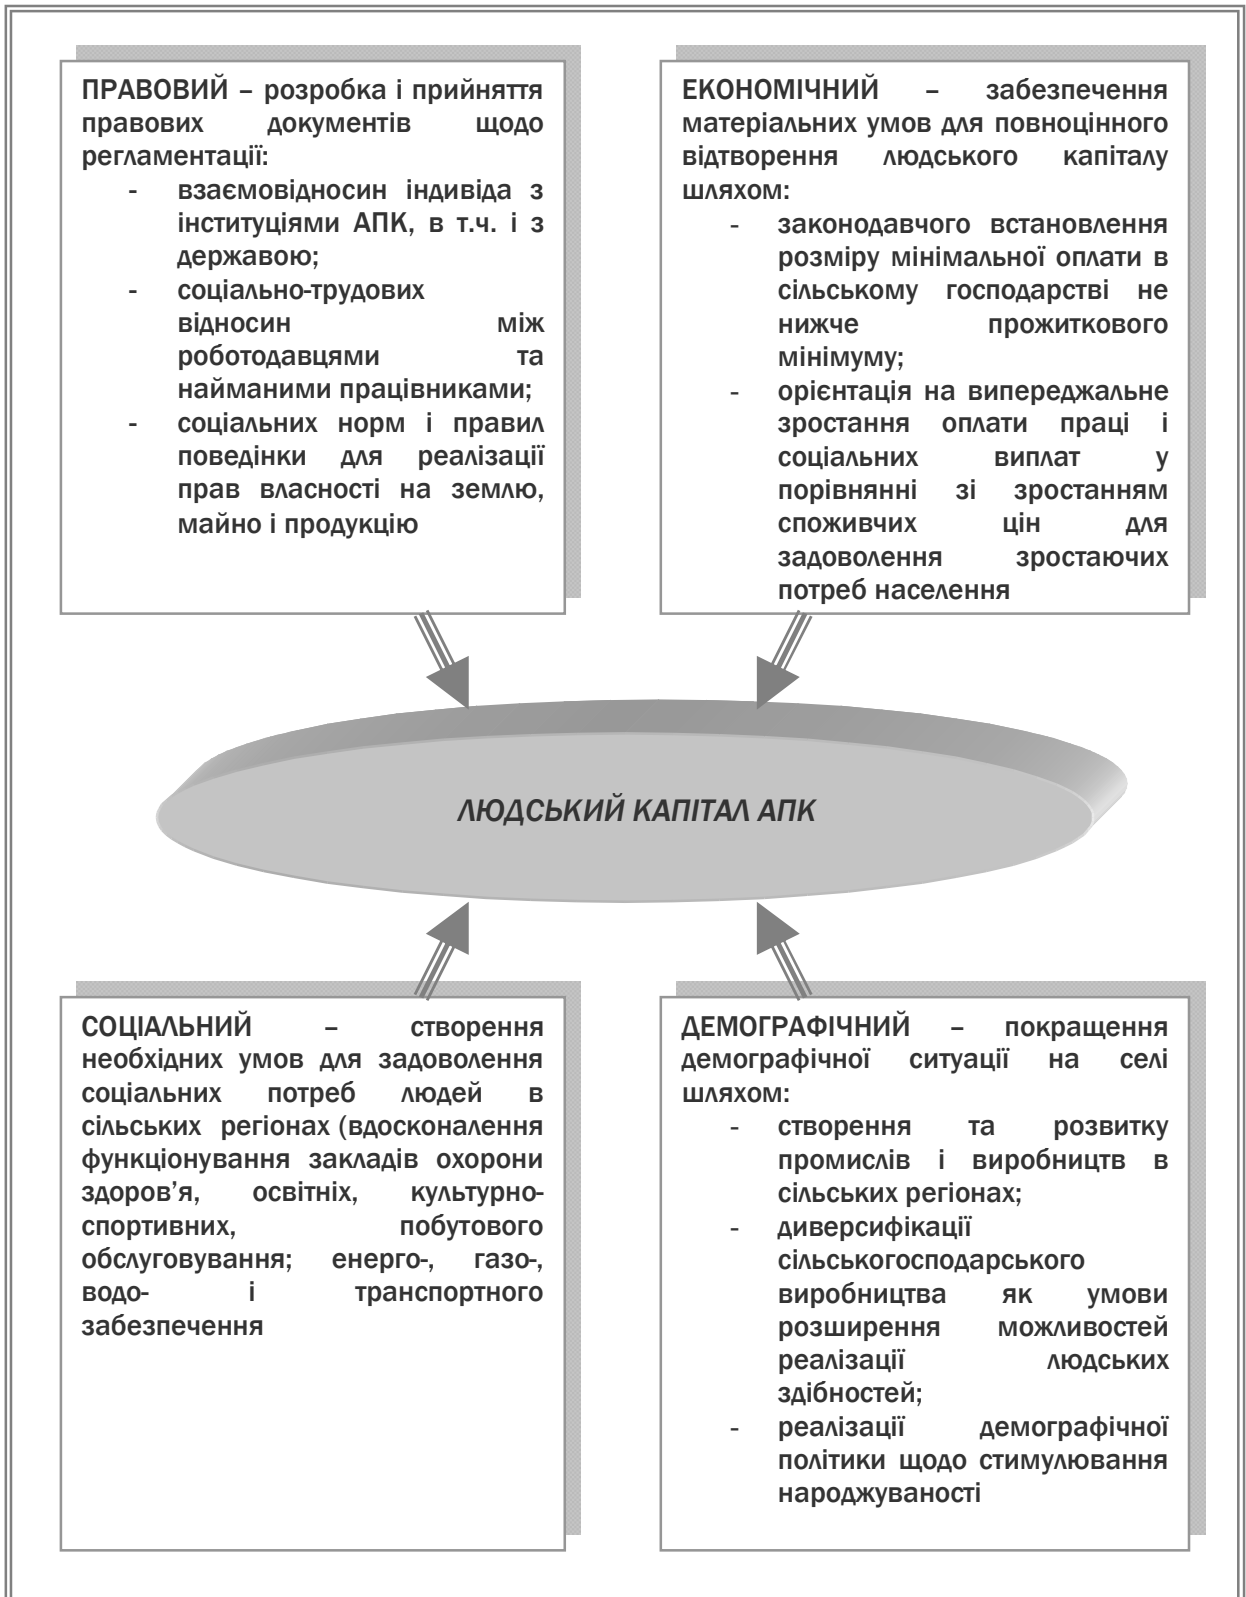 ПРАВОВИЙ – розробка і прийняття
правових документів щодо
регламентації:
- взаємовідносин індивіда з
інституціями АПК, в т.ч. і з
державою;
- соціально-трудових
відносин між
роботодавцями та
найманими працівниками;
- соціальних норм і правил
поведінки для реалізації
прав власності на землю,
майно і продукцію
ЕКОНОМІЧНИЙ – забезпечення
матеріальних умов для повноцінного
відтворення людського капіталу
шляхом:
- законодавчого встановлення
розміру мінімальної оплати в
сільському господарстві не
нижче прожиткового
мінімуму;
- орієнтація на випереджальне
зростання оплати праці і
соціальних виплат у
порівнянні зі зростанням
споживчих цін для
задоволення зростаючих
потреб населення
ЛЮДСЬКИЙ КАПІТАЛ АПК
СОЦІАЛЬНИЙ – створення
необхідних умов для задоволення
соціальних потреб людей в
сільських регіонах (вдосконалення
функціонування закладів охорони
здоров’я, освітніх, культурно-
спортивних, побутового
обслуговування; енерго-, газо-,
водо- і транспортного
забезпечення
ДЕМОГРАФІЧНИЙ – покращення
демографічної ситуації на селі
шляхом:
- створення та розвитку
промислів і виробництв в
сільських регіонах;
- диверсифікації
сільськогосподарського
виробництва як умови
розширення можливостей
реалізації людських
здібностей;
- реалізації демографічної
політики щодо стимулювання
народжуваності